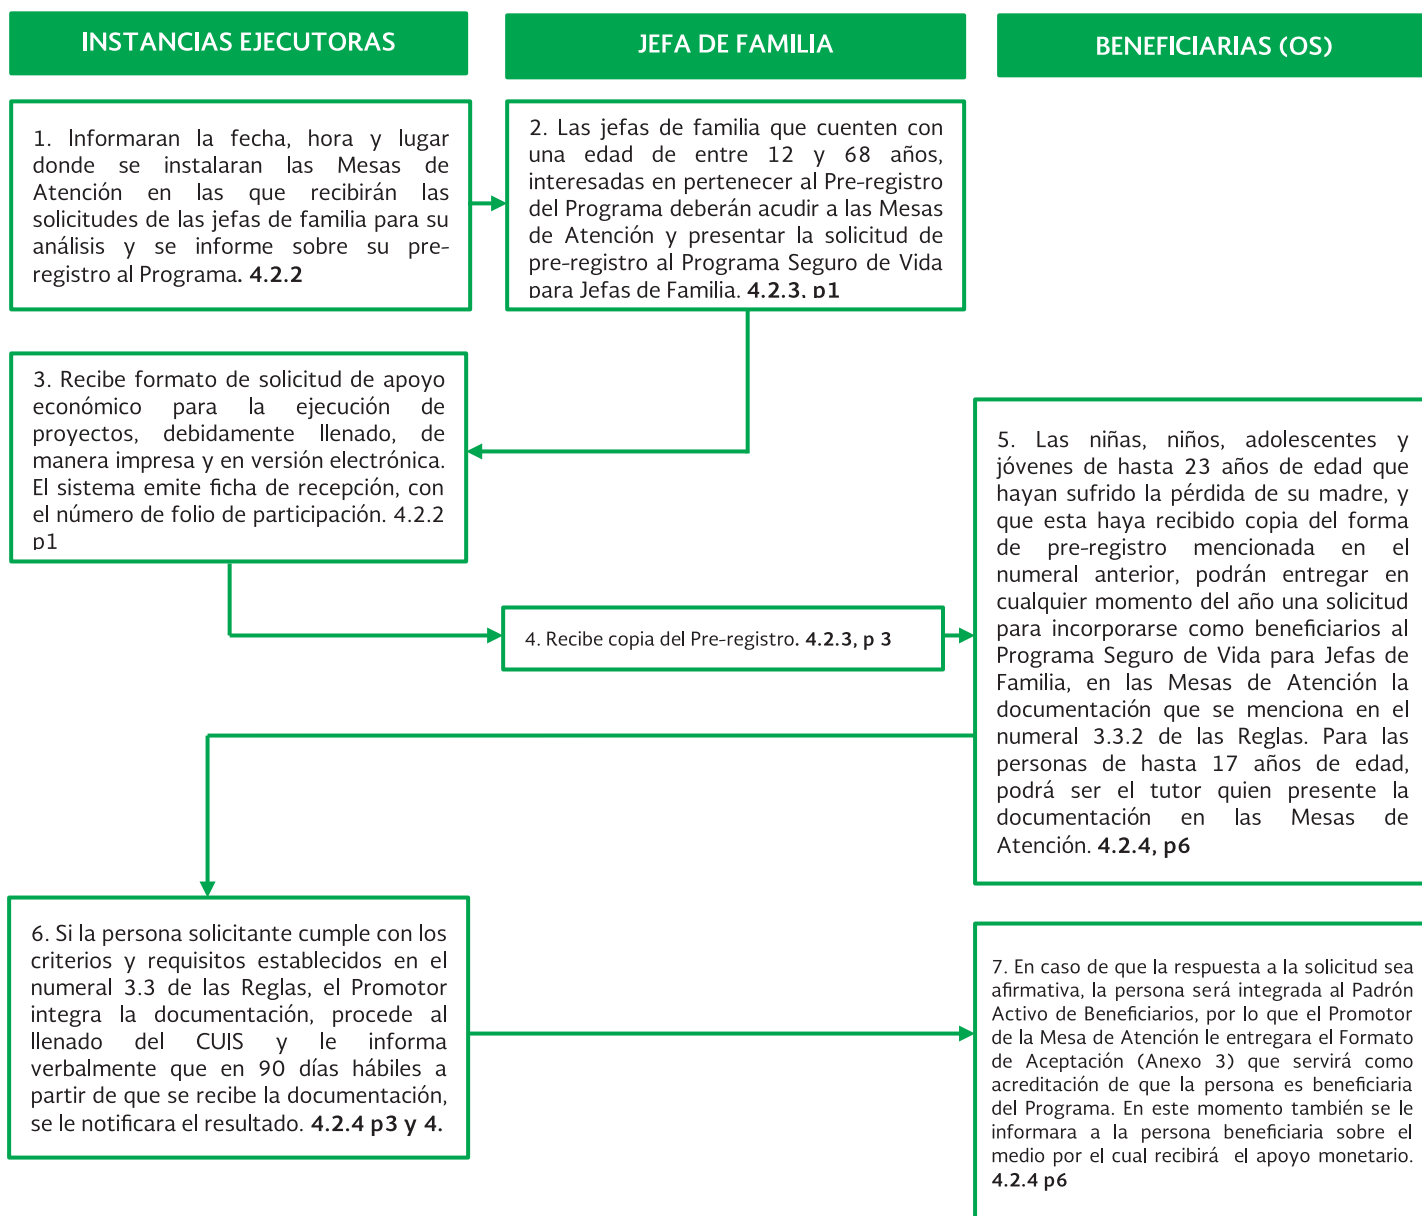 INSTANCIAS EJECUTORAS
JEFA DE FAMILIA
BENEFICIARIAS (OS)
1. Informaran la fecha, hora y lugar
donde se instalaran las Mesas de
Atención en las que recibirán las
solicitudes de las jefas de familia para su
análisis y se informe sobre su pre-
registro al Programa. 4.2.2
2. Las jefas de familia que cuenten con
una edad de entre 12 y 68 años,
interesadas en pertenecer al Pre-registro
del Programa deberán acudir a las Mesas
de Atención y presentar la solicitud de
pre-registro al Programa Seguro de Vida
para Jefas de Familia. 4.2.3, p1
3. Recibe formato de solicitud de apoyo
económico para la ejecución de
proyectos, debidamente llenado, de
manera impresa y en versión electrónica.
El sistema emite ficha de recepción, con
el número de folio de participación. 4.2.2
p1
4. Recibe copia del Pre-registro. 4.2.3, p 3
5. Las niñas, niños, adolescentes y
jóvenes de hasta 23 años de edad que
hayan sufrido la pérdida de su madre, y
que esta haya recibido copia del forma
de pre-registro mencionada en el
numeral anterior, podrán entregar en
cualquier momento del año una solicitud
para incorporarse como beneficiarios al
Programa Seguro de Vida para Jefas de
Familia, en las Mesas de Atención la
documentación que se menciona en el
numeral 3.3.2 de las Reglas. Para las
personas de hasta 17 años de edad,
podrá ser el tutor quien presente la
documentación en las Mesas de
Atención. 4.2.4, p6
6. Si la persona solicitante cumple con los
criterios y requisitos establecidos en el
numeral 3.3 de las Reglas, el Promotor
integra la documentación, procede al
llenado del CUIS y le informa
verbalmente que en 90 días hábiles a
partir de que se recibe la documentación,
se le notificara el resultado. 4.2.4 p3 y 4.
7. En caso de que la respuesta a la solicitud sea
afirmativa, la persona será integrada al Padrón
Activo de Beneficiarios, por lo que el Promotor
de la Mesa de Atención le entregara el Formato
de Aceptación (Anexo 3) que servirá como
acreditación de que la persona es beneficiaria
del Programa. En este momento también se le
informara a la persona beneficiaria sobre el
medio por el cual recibirá el apoyo monetario.
4.2.4 p6